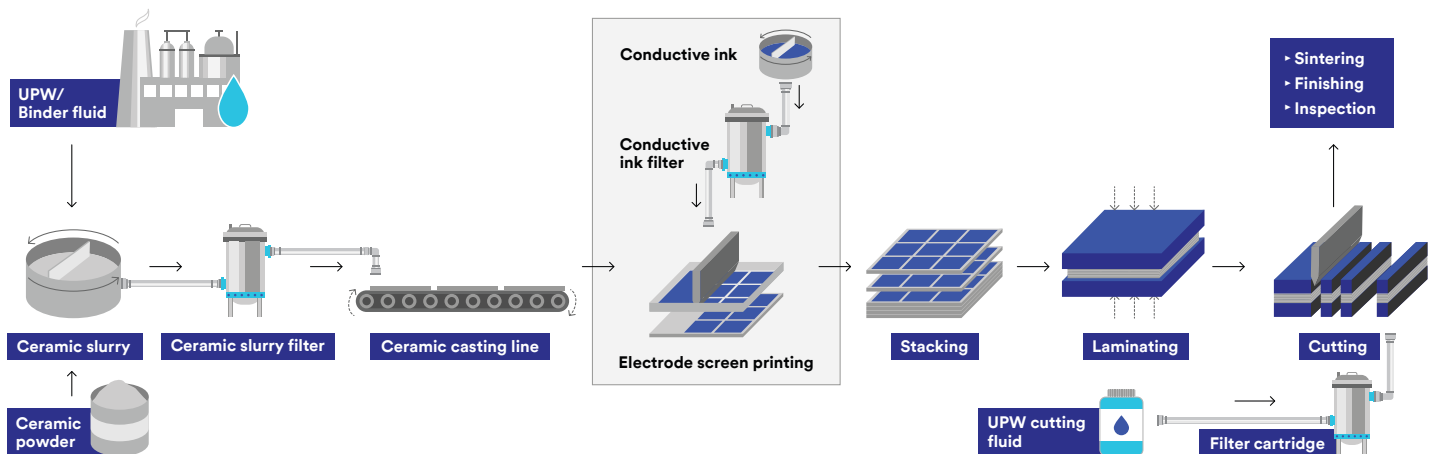 UPW/
Binder fluid
Ceramic slurry
Ceramic powder
Ceramic slurry filter
Ceramic casting line
Conductive ink
Conductive
ink filter
Electrode screen printing
Stacking
Laminating
Cutting
‣ Sintering
‣ Finishing
‣ Inspection
UPW cutting
fluid
Filter cartridge